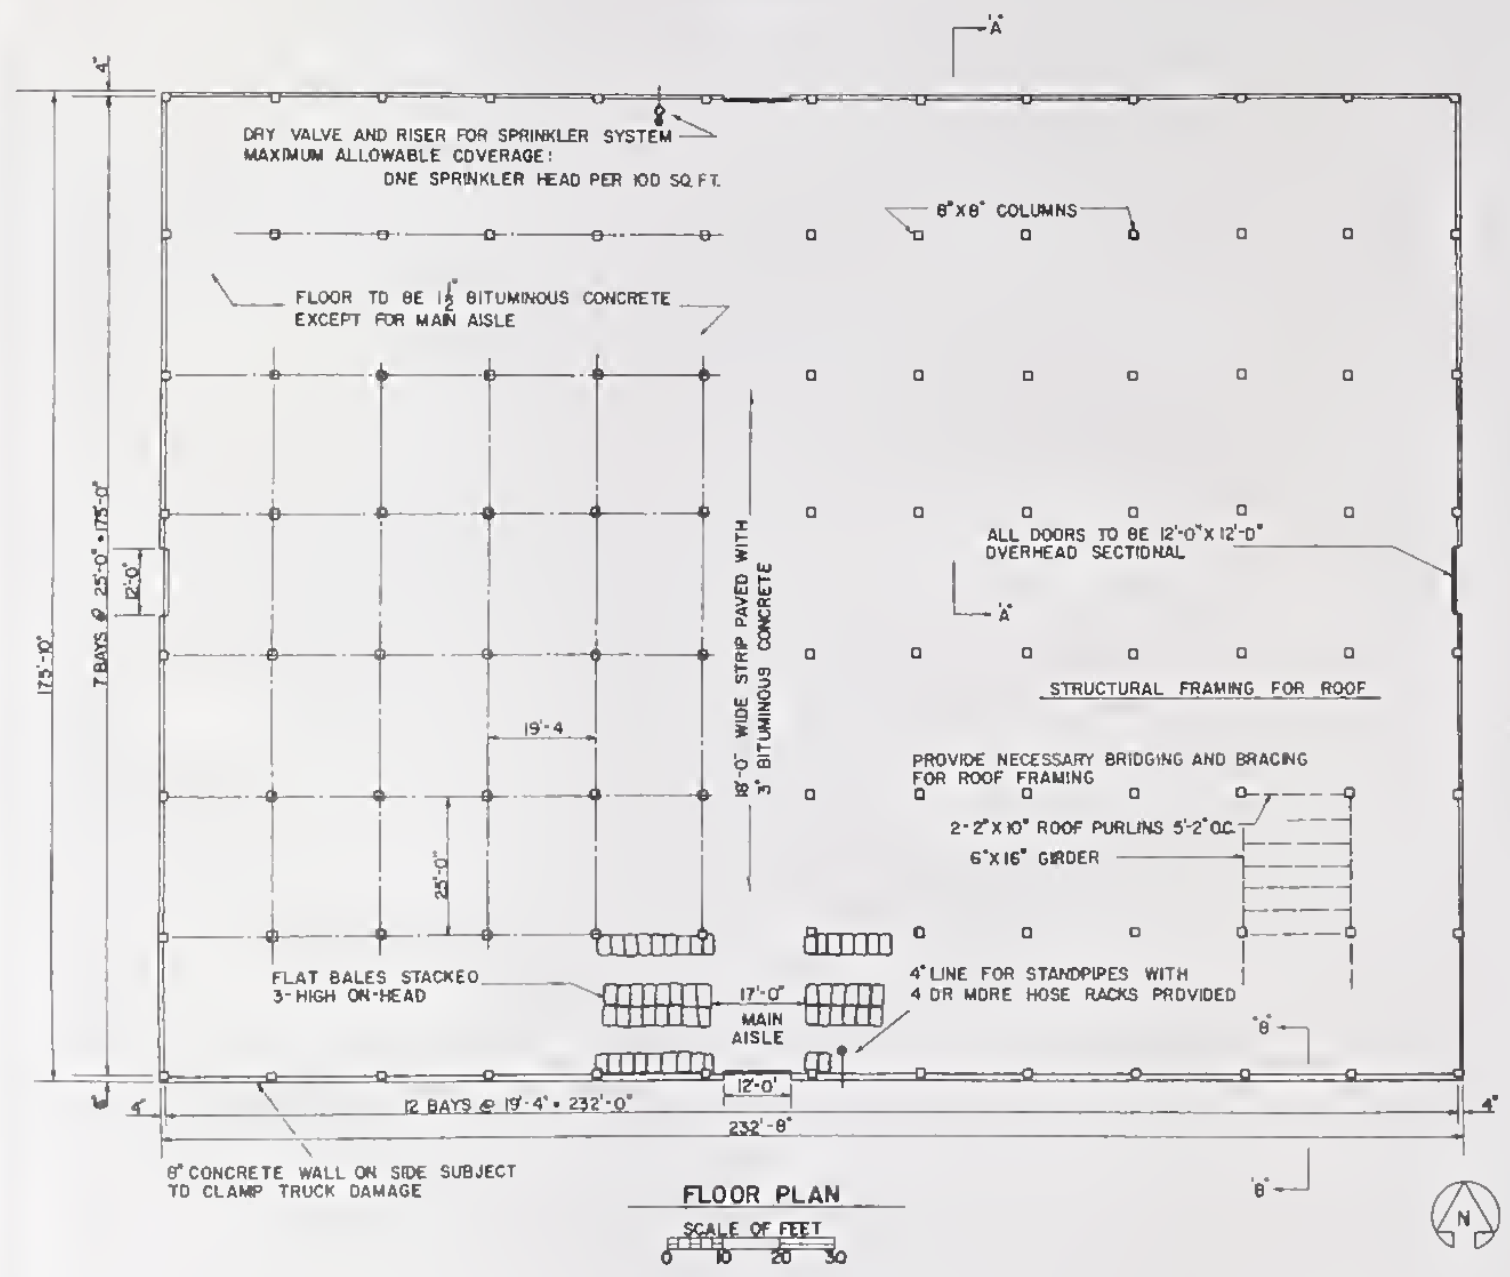 'A'
4"
DRY VALVE AND RISER FOR SPRINKLER SYSTEM
MAXIMUM ALLOWABLE COVERAGE:
ONE SPRINKLER HEAD PER 100 SQ. FT.
8"X8" COLUMNS
FLOOR TO BE 1 1/2" BITUMINOUS CONCRETE
EXCEPT FOR MAIN AISLE
ALL DOORS TO BE 12'-0"X12'-0"
OVERHEAD SECTIONAL
'A'
175'-10"
7 BAYS @ 25'-0" = 175'-0"
12'-0"
18'-0" WIDE STRIP PAVED WITH
3" BITUMINOUS CONCRETE
STRUCTURAL FRAMING FOR ROOF
19'-4
PROVIDE NECESSARY BRIDGING AND BRACING
FOR ROOF FRAMING
2-2"X10" ROOF PURLINS 5'-2" O.C.
6"X16" GIRDER
25'-0"
FLAT BALES STACKED
3-HIGH ON-HEAD
17'-0"
MAIN
AISLE
4" LINE FOR STANDPIPES WITH
4 OR MORE HOSE RACKS PROVIDED
"B"
12'-0'
4"
12 BAYS @ 19'-4" = 232'-0"
4"
232'-8"
8" CONCRETE WALL ON SIDE SUBJECT
TO CLAMP TRUCK DAMAGE
'B'
FLOOR PLAN
SCALE OF FEET
0 10 20 30
N